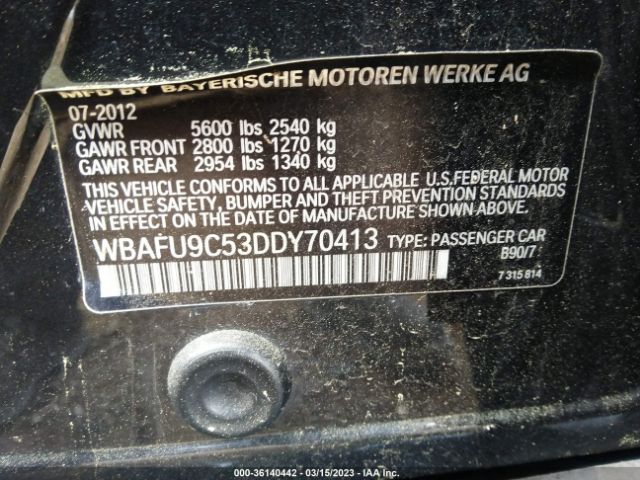 MFD BY BAYERISCHE MOTOREN WERKE AG
07-2012
GVWR 5600 lbs 2540 kg
GAWR FRONT 2800 lbs 1270 kg
GAWR REAR 2954 lbs 1340 kg
THIS VEHICLE CONFORMS TO ALL APPLICABLE U.S.FEDERAL MOTOR
VEHICLE SAFETY, BUMPER AND THEFT PREVENTION STANDARDS
IN EFFECT ON THE DATE OF MANUFACTURE SHOWN ABOVE.
WBAFU9C53DDY70413 TYPE: PASSENGER CAR
B90/7
7 315 814
000-36140442 - 03/15/2023 - IAA Inc.